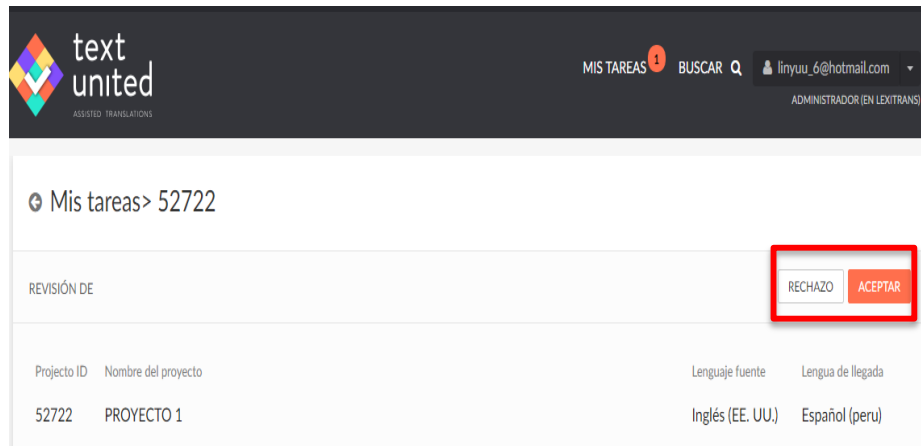 text
united
ASSISTED TRANSLATIONS
MIS TAREAS 1 BUSCAR linyuu_6@hotmail.com
ADMINISTRADOR (EN LEXITRANS)
Mis tareas> 52722
REVISIÓN DE RECHAZO ACEPTAR
Projecto ID Nombre del proyecto Lenguaje fuente Lengua de llegada
52722 PROYECTO 1 Inglés (EE. UU.) Español (peru)